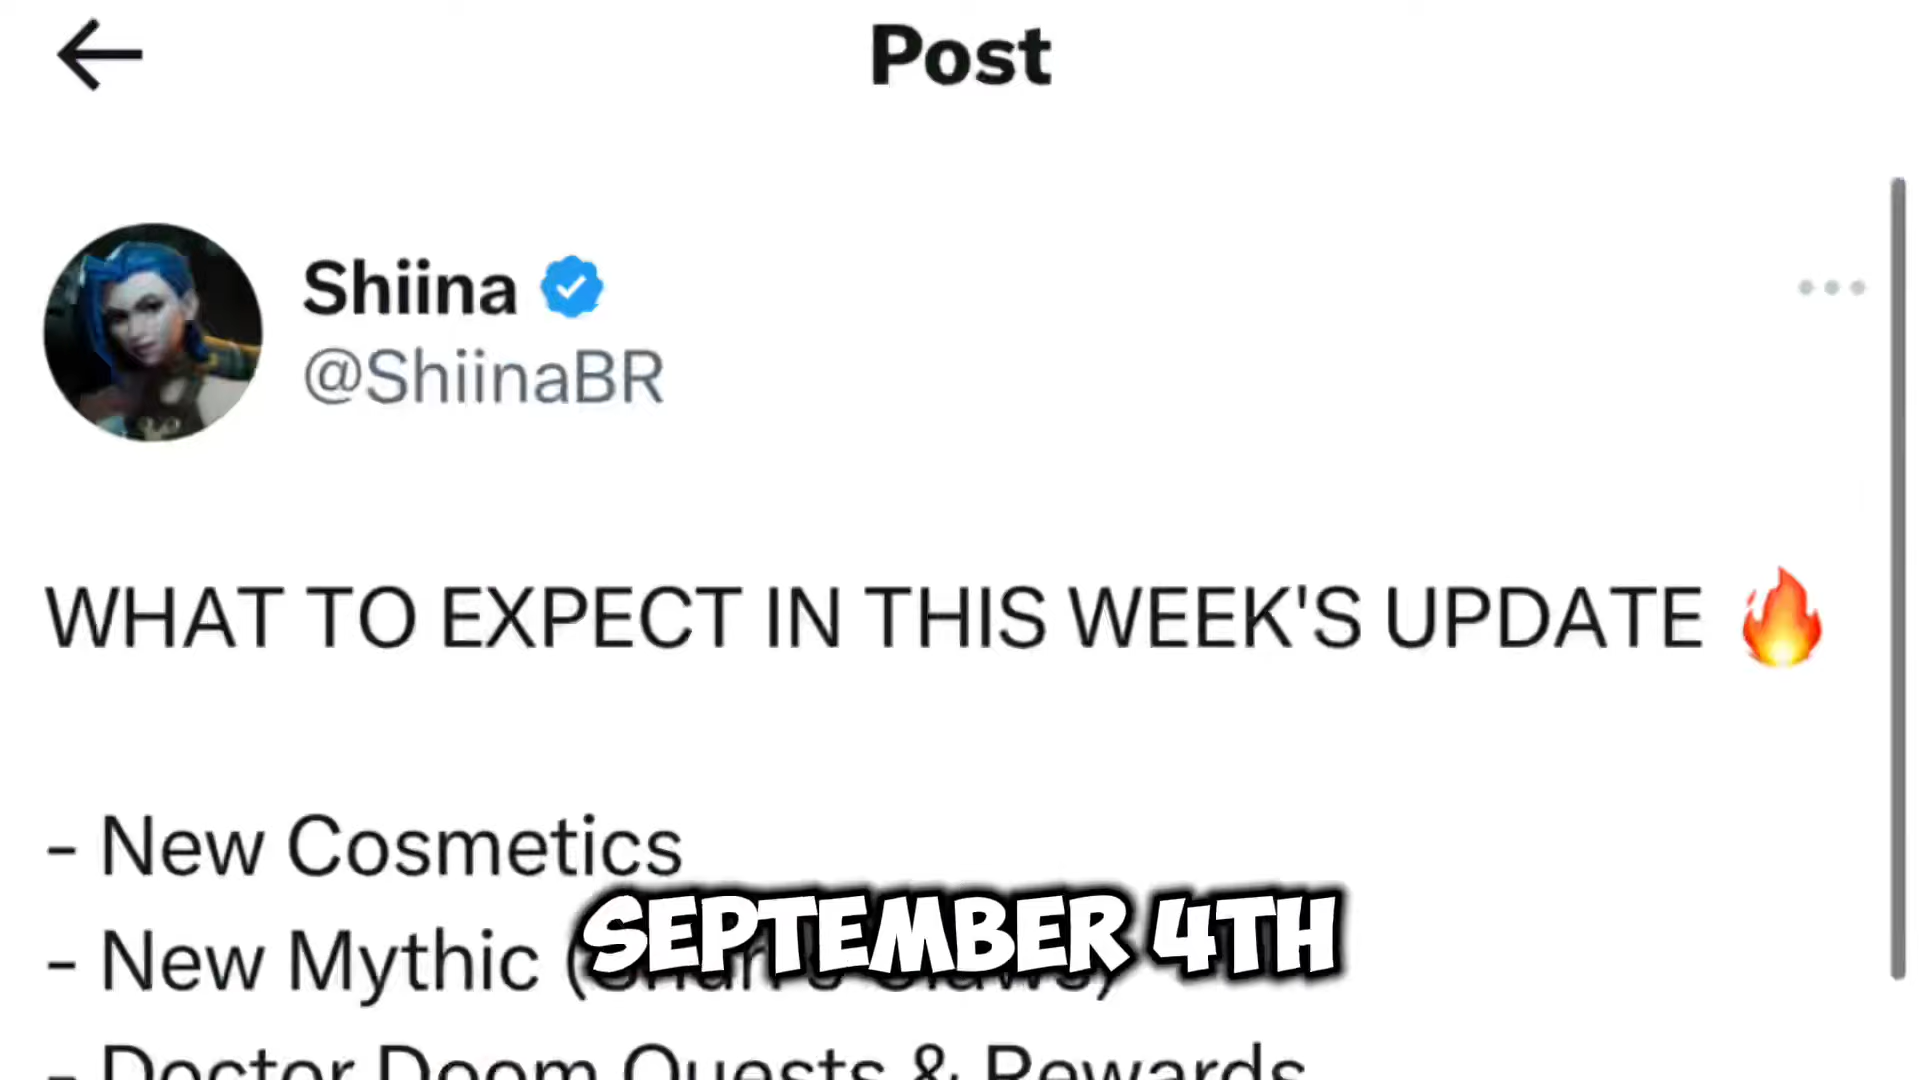 Post
Shiina
@ShiinaBR
WHAT TO EXPECT IN THIS WEEK'S UPDATE 🔥
- New Cosmetics
SEPTEMBER 4TH
- New Mythic (
- Doctor Doom Quests & Rewards